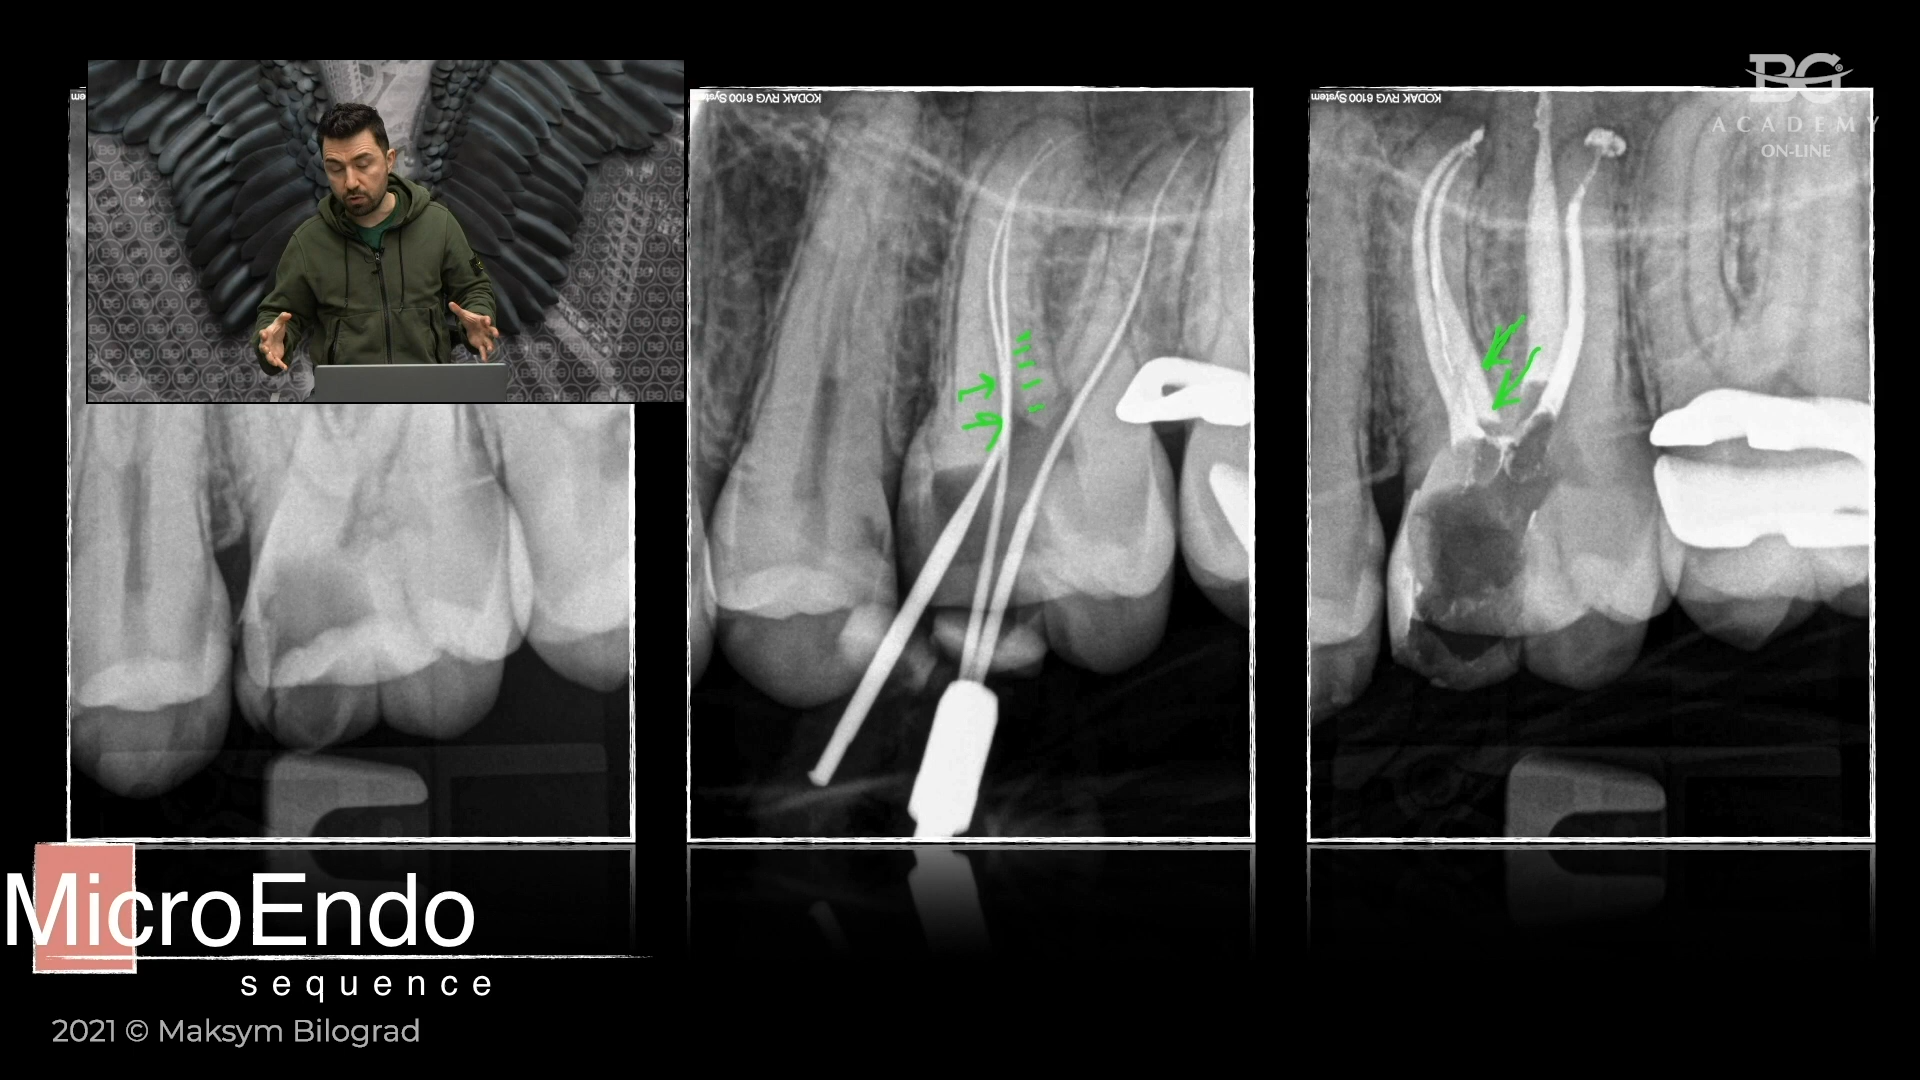 KODAK RVG 6100 System
KODAK RVG 6100 System
BG
ACADEMY
ON-LINE
MicroEndo
sequence
2021 © Maksym Bilograd